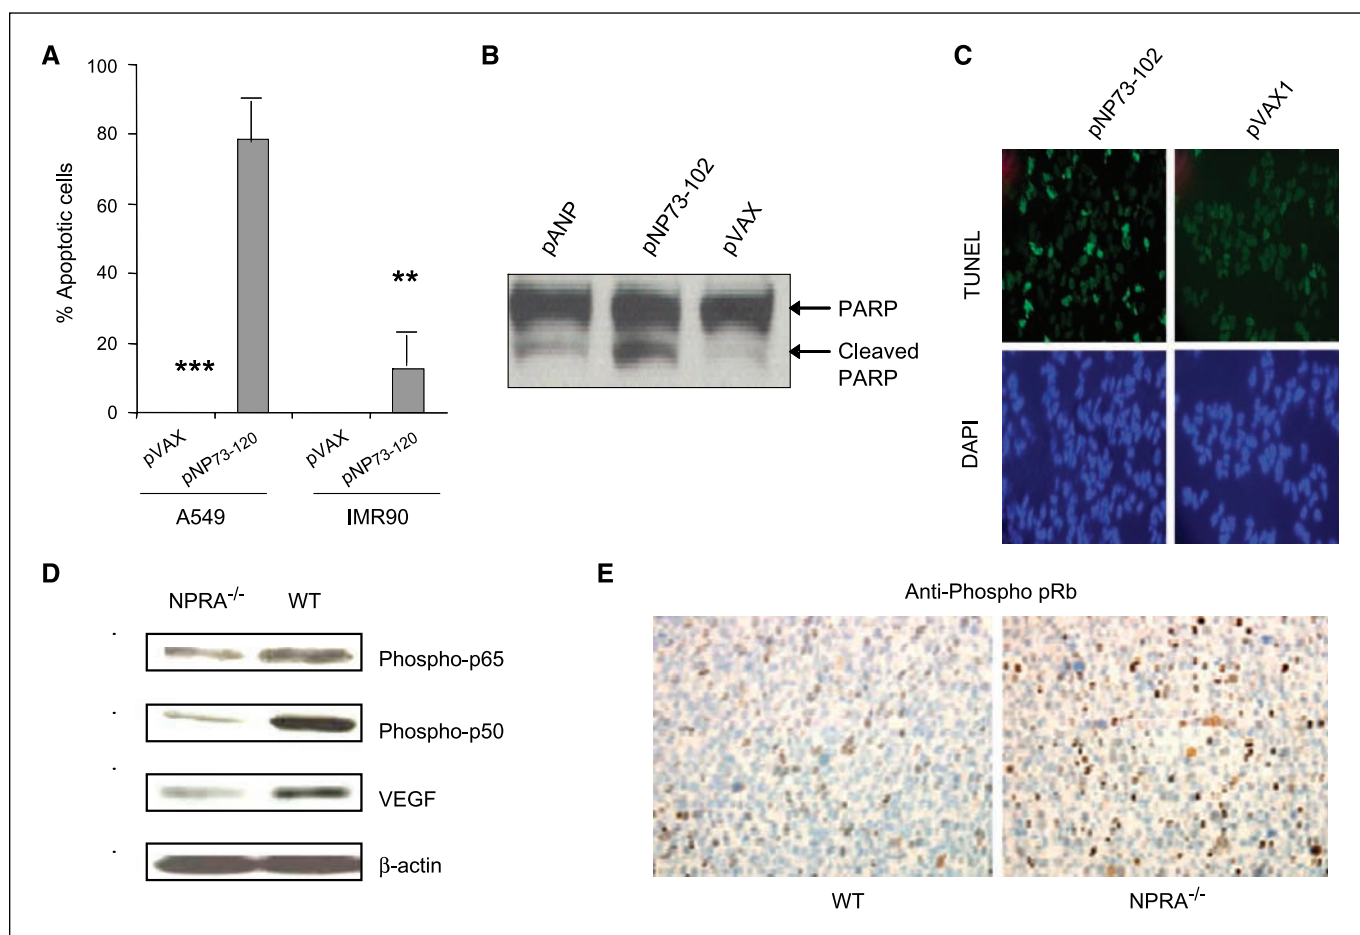 A
% Apoptotic cells
100
80
60
40
20
0
***
**
pVAX
pNP73-120
pVAX
pNP73-120
A549
IMR90
B
pANP
pNP73-102
pVAX
PARP
Cleaved
PARP
C
pNP73-102
pVAX1
TUNEL
DAPI
D
NPRA-/-
WT
Phospho-p65
Phospho-p50
VEGF
β-actin
E
Anti-Phospho pRb
WT
NPRA-/-